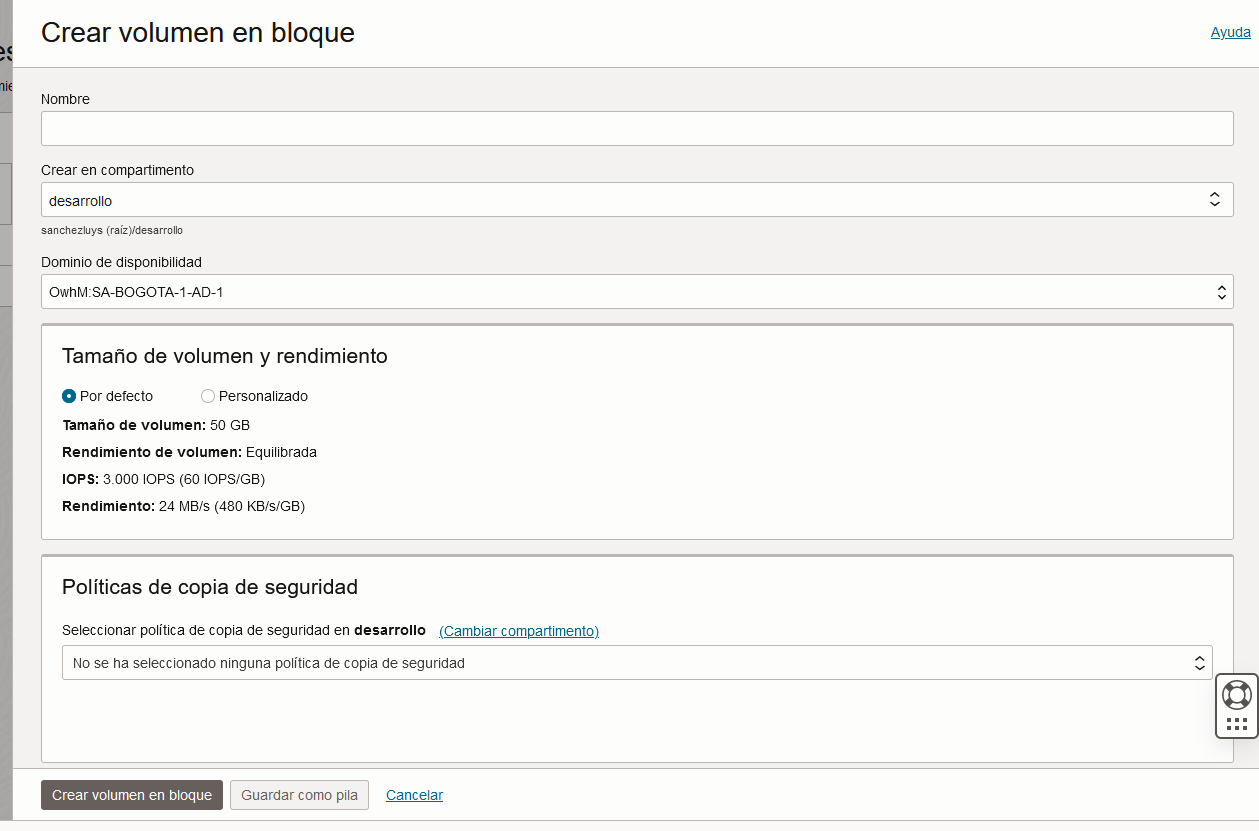 Crear volumen en bloque
Ayuda
Nombre
Crear en compartimento
desarrollo
sanchezluys (raíz)/desarrollo
Dominio de disponibilidad
OwhM:SA-BOGOTA-1-AD-1
Tamaño de volumen y rendimiento
Por defecto Personalizado
Tamaño de volumen: 50 GB
Rendimiento de volumen: Equilibrada
IOPS: 3.000 IOPS (60 IOPS/GB)
Rendimiento: 24 MB/s (480 KB/s/GB)
Políticas de copia de seguridad
Seleccionar política de copia de seguridad en desarrollo (Cambiar compartimento)
No se ha seleccionado ninguna política de copia de seguridad
Crear volumen en bloque Guardar como pila Cancelar